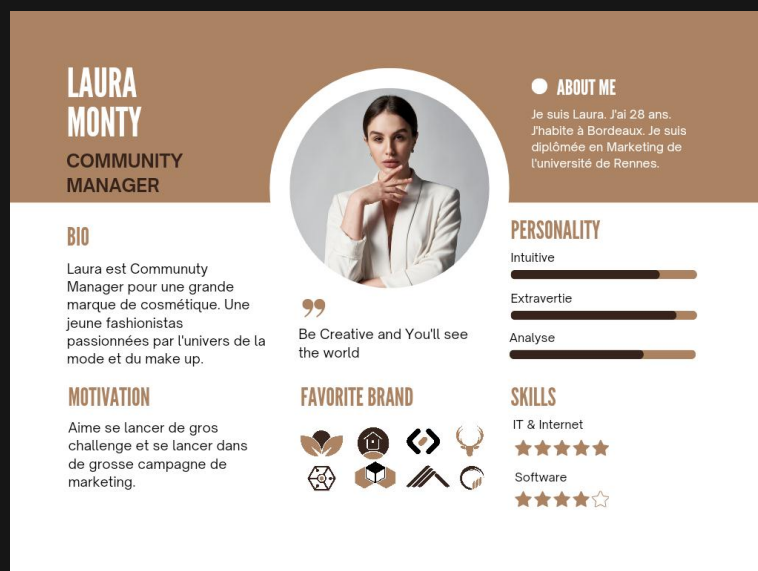 LAURA
MONTY
COMMUNITY
MANAGER
ABOUT ME
Je suis Laura. J'ai 28 ans.
J'habite à Bordeaux. Je suis
diplômée en Marketing de
l'université de Rennes.
BIO
Laura est Communuty
Manager pour une grande
marque de cosmétique. Une
jeune fashionistas
passionnées par l'univers de la
mode et du make up.
MOTIVATION
Aime se lancer de gros
challenge et se lancer dans
de grosse campagne de
marketing.
”
Be Creative and You'll see
the world
FAVORITE BRAND
PERSONALITY
Intuitive
Extravertie
Analyse
SKILLS
IT & Internet
Software